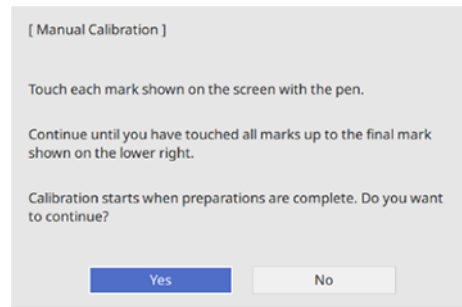 [ Manual Calibration ]
Touch each mark shown on the screen with the pen.
Continue until you have touched all marks up to the final mark
shown on the lower right.
Calibration starts when preparations are complete. Do you want
to continue?
Yes
No